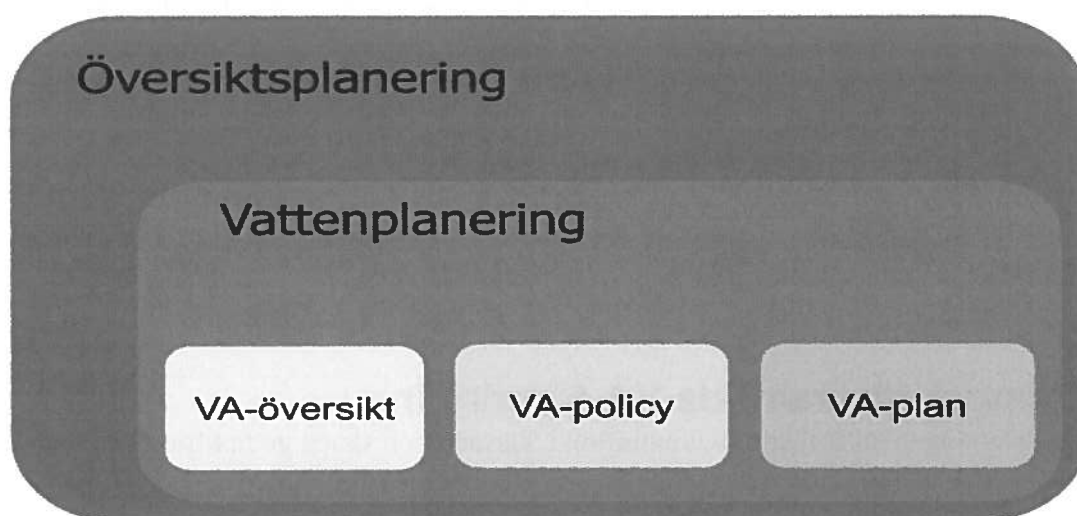 Översiktsplanering
Vattenplanering
VA-översikt
VA-policy
VA-plan